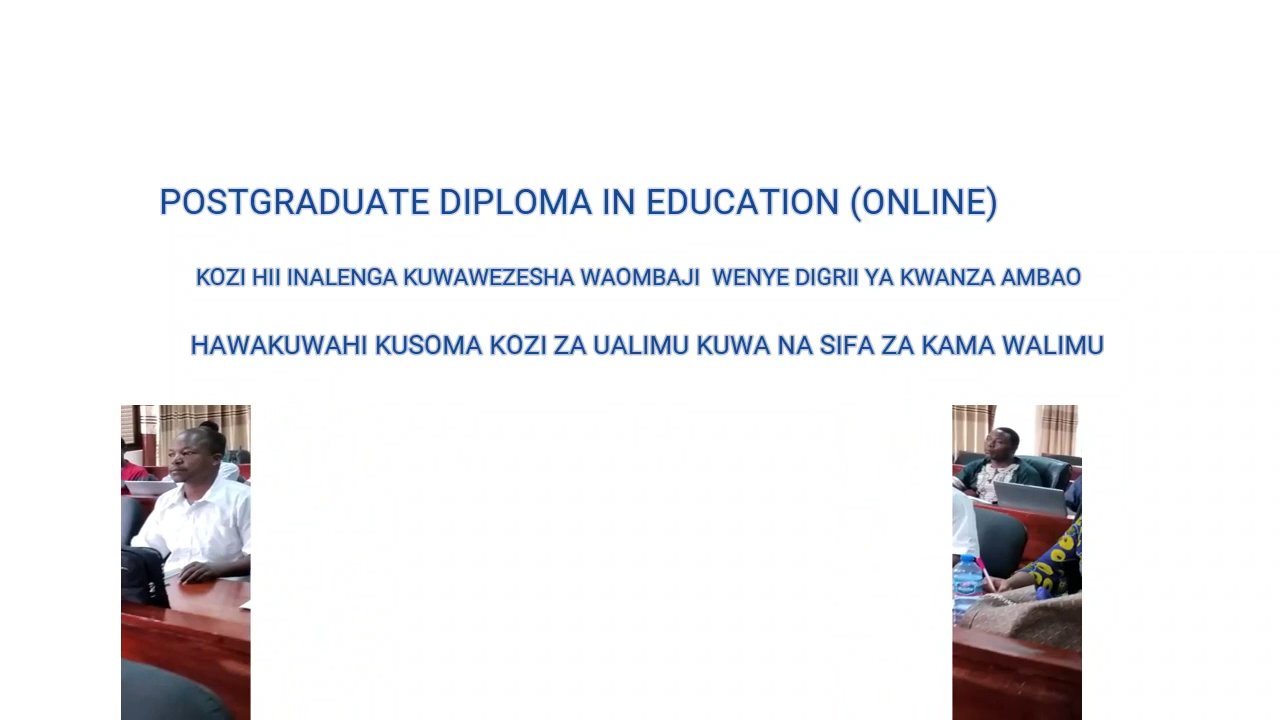 POSTGRADUATE DIPLOMA IN EDUCATION (ONLINE)
KOZI HII INALENGA KUWAWEZESHA WAOMBAJI WENYE DIGRII YA KWANZA AMBAO
HAWAKUWAHI KUSOMA KOZI ZA UALIMU KUWA NA SIFA ZA KAMA WALIMU